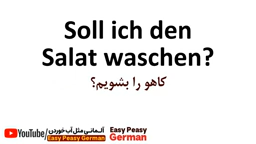 Soll ich den
Salat waschen?
کاهو را بشویم؟
YouTube/آلمانی مثل آب خوردن
Easy Peasy German
Easy Peasy
German